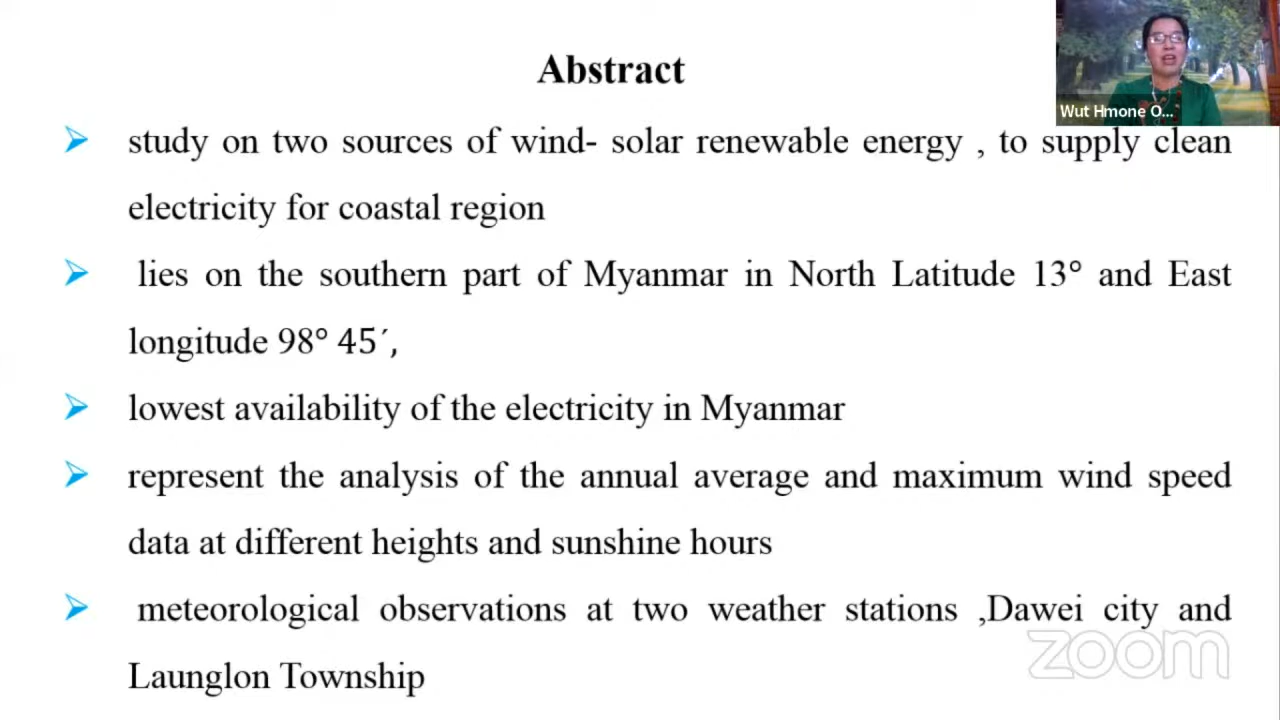 Abstract
Wut Hmone O...
study on two sources of wind- solar renewable energy , to supply clean
electricity for coastal region
lies on the southern part of Myanmar in North Latitude 13° and East
longitude 98° 45´,
lowest availability of the electricity in Myanmar
represent the analysis of the annual average and maximum wind speed
data at different heights and sunshine hours
meteorological observations at two weather stations ,Dawei city and
Launglon Township
zoom